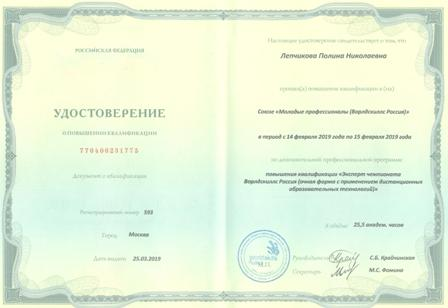 РОССИЙСКАЯ ФЕДЕРАЦИЯ
УДОСТОВЕРЕНИЕ
О ПОВЫШЕНИИ КВАЛИФИКАЦИИ
770400231775
Документ о квалификации
Регистрационный номер 593
Город Москва
Дата выдачи 25.03.2019
Настоящее удостоверение свидетельствует о том, что
Лепчикова Полина Николаевна
прошел(а) повышение квалификации в (на)
Союзе «Молодые профессионалы (Ворлдскиллс Россия)»
в период с 14 февраля 2019 года по 15 февраля 2019 года
по дополнительной профессиональной программе
повышения квалификации «Эксперт чемпионата
Ворлдскиллс Россия (очная форма с применением дистанционных
образовательных технологий)»
в объёме 25,5 академ. часов
Руководитель С.Б. Крайчинская
Секретарь М.С. Фомина
М.П.